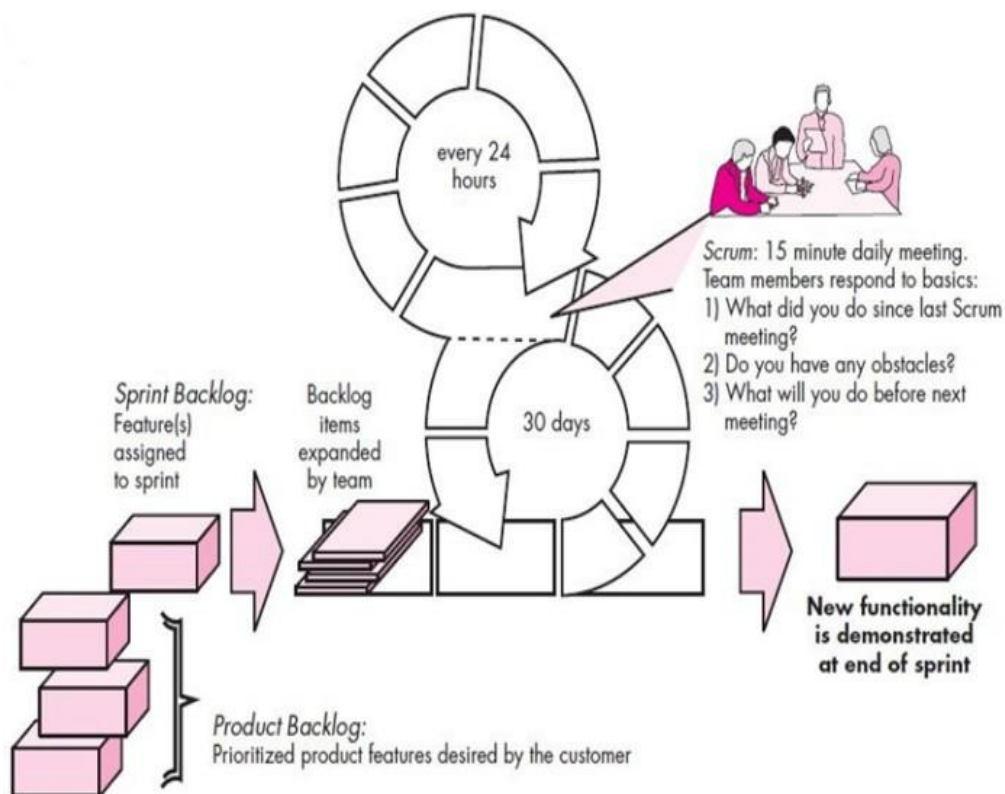 every 24
hours
Scrum: 15 minute daily meeting.
Team members respond to basics:
1) What did you do since last Scrum
meeting?
2) Do you have any obstacles?
3) What will you do before next
meeting?
Sprint Backlog:
Feature(s)
assigned
to sprint
Backlog
items
expanded
by team
30 days
New functionality
is demonstrated
at end of sprint
Product Backlog:
Prioritized product features desired by the customer